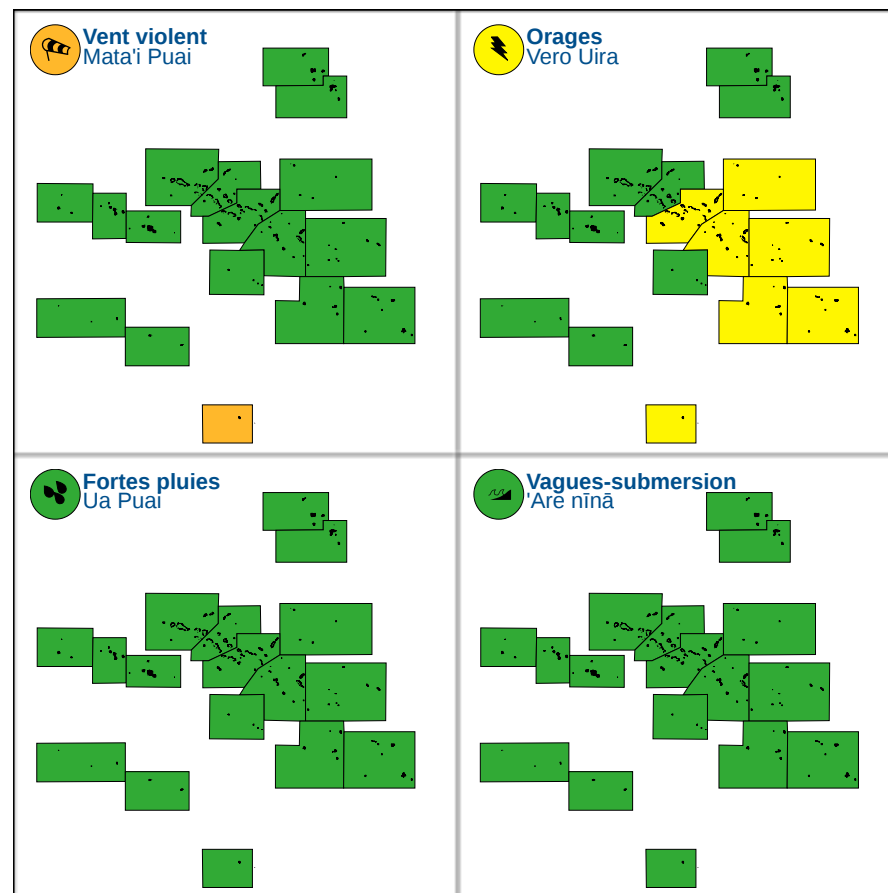 Vent violent
Mata'i Puai
Orages
Vero Uira
Fortes pluies
Ua Puai
Vagues-submersion
'Are nīnā